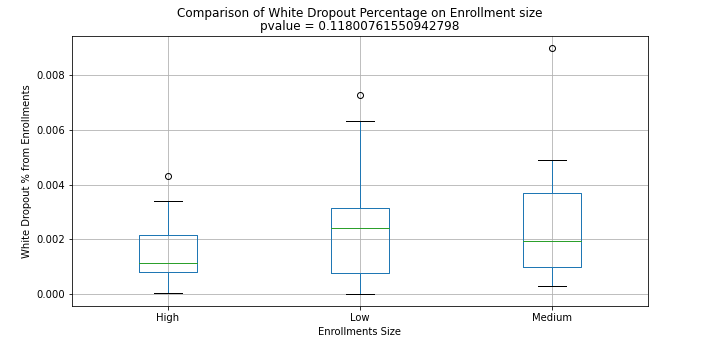 Comparison of White Dropout Percentage on Enrollment size
pvalue = 0.11800761550942798
White Dropout % from Enrollments
0.008
0.006
0.004
0.002
0.000
High
Low
Medium
Enrollments Size